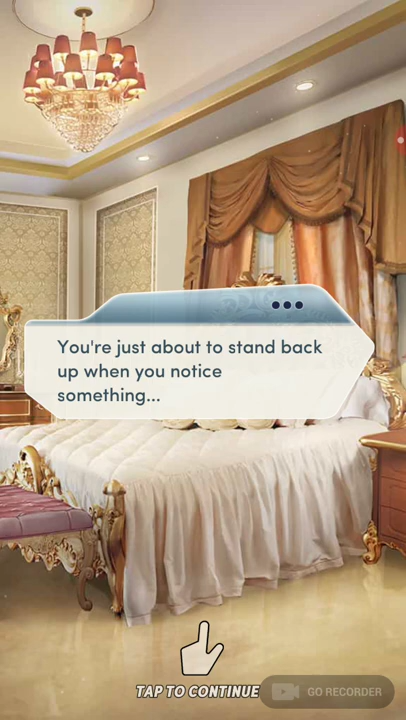 You're just about to stand back
up when you notice
something...
TAP TO CONTINUE
GO RECORDER